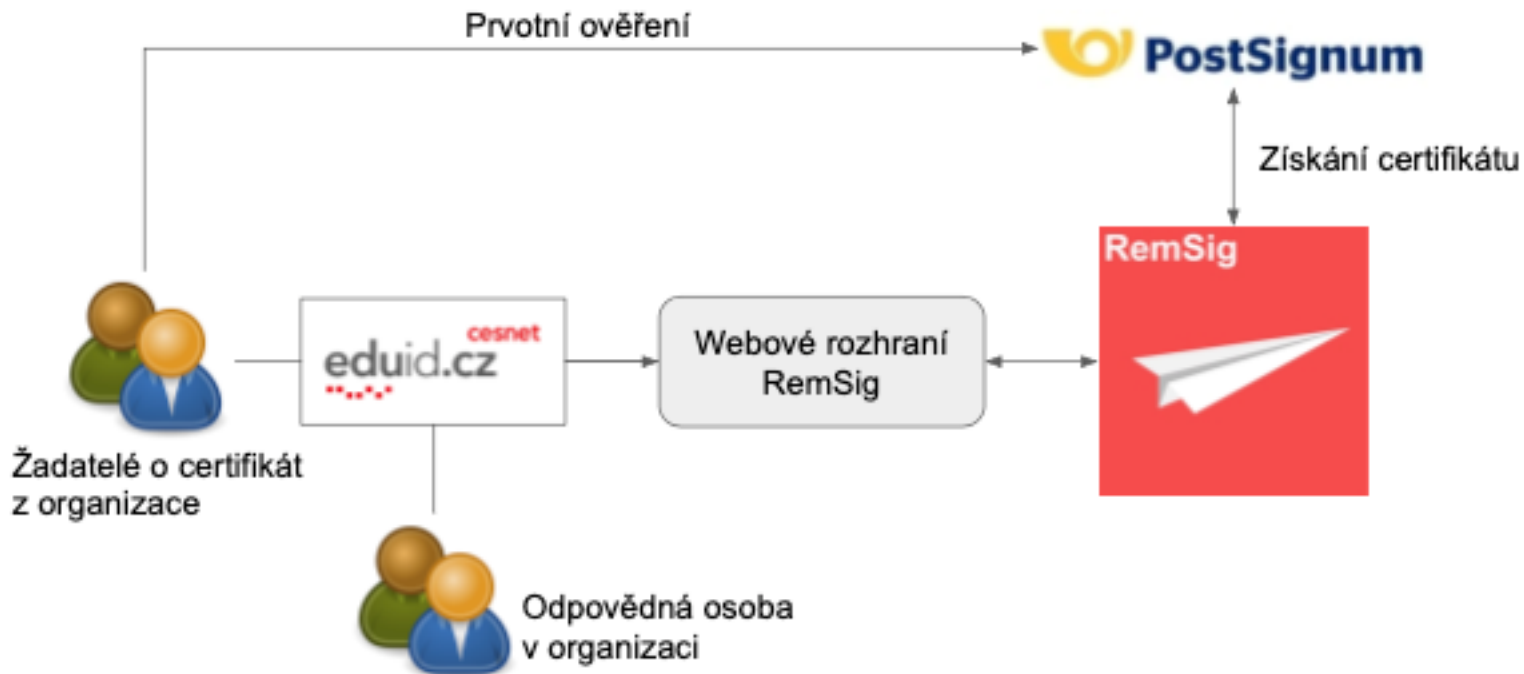 Prvotní ověření
PostSignum
Získání certifikátu
RemSig
cesnet
eduid.cz
Webové rozhraní
RemSig
Žadatelé o certifikát
z organizace
Odpovědná osoba
v organizaci